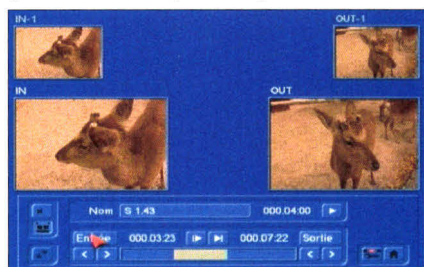 IN-1 OUT-1
IN OUT
Nom S 1.43 000.04:00
Entrée 000.03:23 000.07:22 Sortie